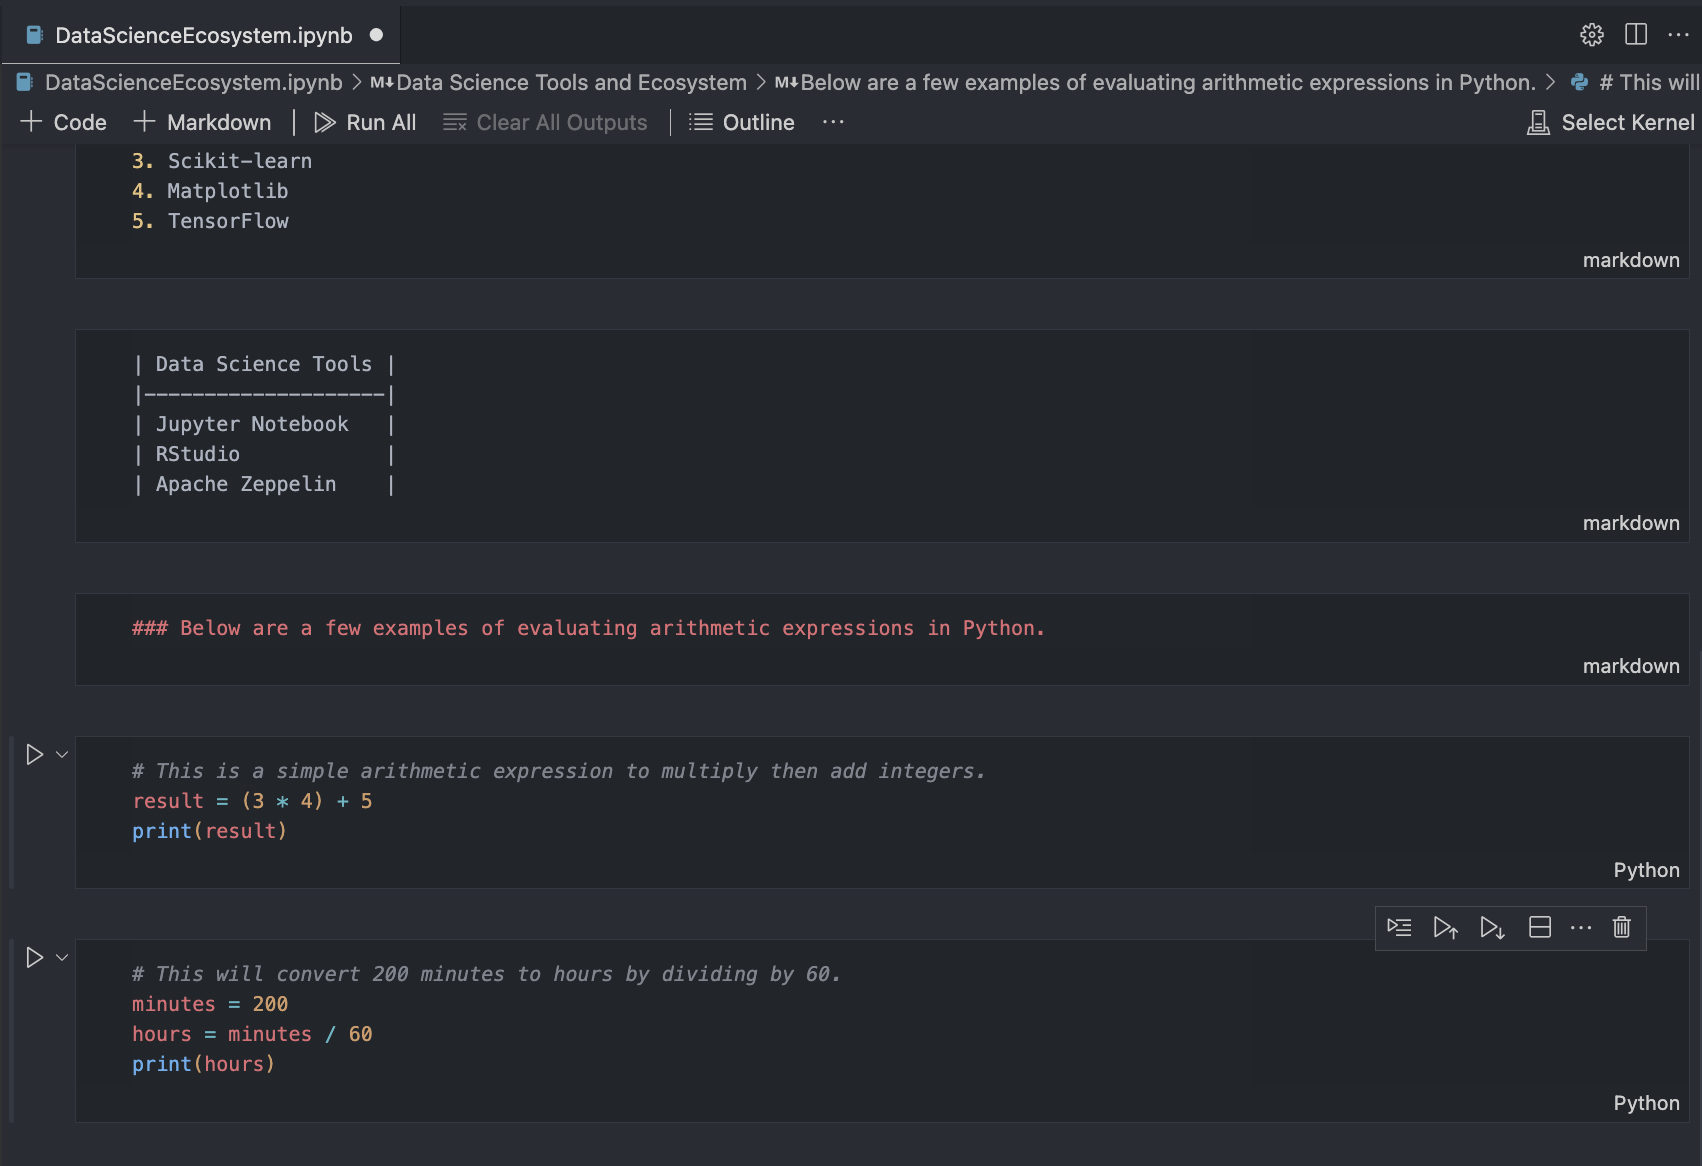 DataScienceEcosystem.ipynb
DataScienceEcosystem.ipynb > M↓ Data Science Tools and Ecosystem > M↓ Below are a few examples of evaluating arithmetic expressions in Python. > # This will
+ Code + Markdown | Run All Clear All Outputs | Outline ··· Select Kernel
3. Scikit-learn
4. Matplotlib
5. TensorFlow
markdown
| Data Science Tools |
|--------------------|
| Jupyter Notebook   |
| RStudio            |
| Apache Zeppelin    |
markdown
### Below are a few examples of evaluating arithmetic expressions in Python.
markdown
# This is a simple arithmetic expression to multiply then add integers.
result = (3 * 4) + 5
print(result)
Python
# This will convert 200 minutes to hours by dividing by 60.
minutes = 200
hours = minutes / 60
print(hours)
Python